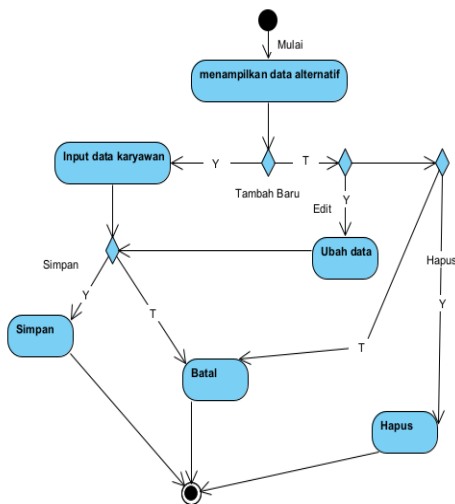 Mulai
menampilkan data alternatif
Input data karyawan
Y
T
Tambah Baru
Y
Edit
Ubah data
Hapus
Simpan
Y
T
Y
T
Simpan
Batal
Hapus